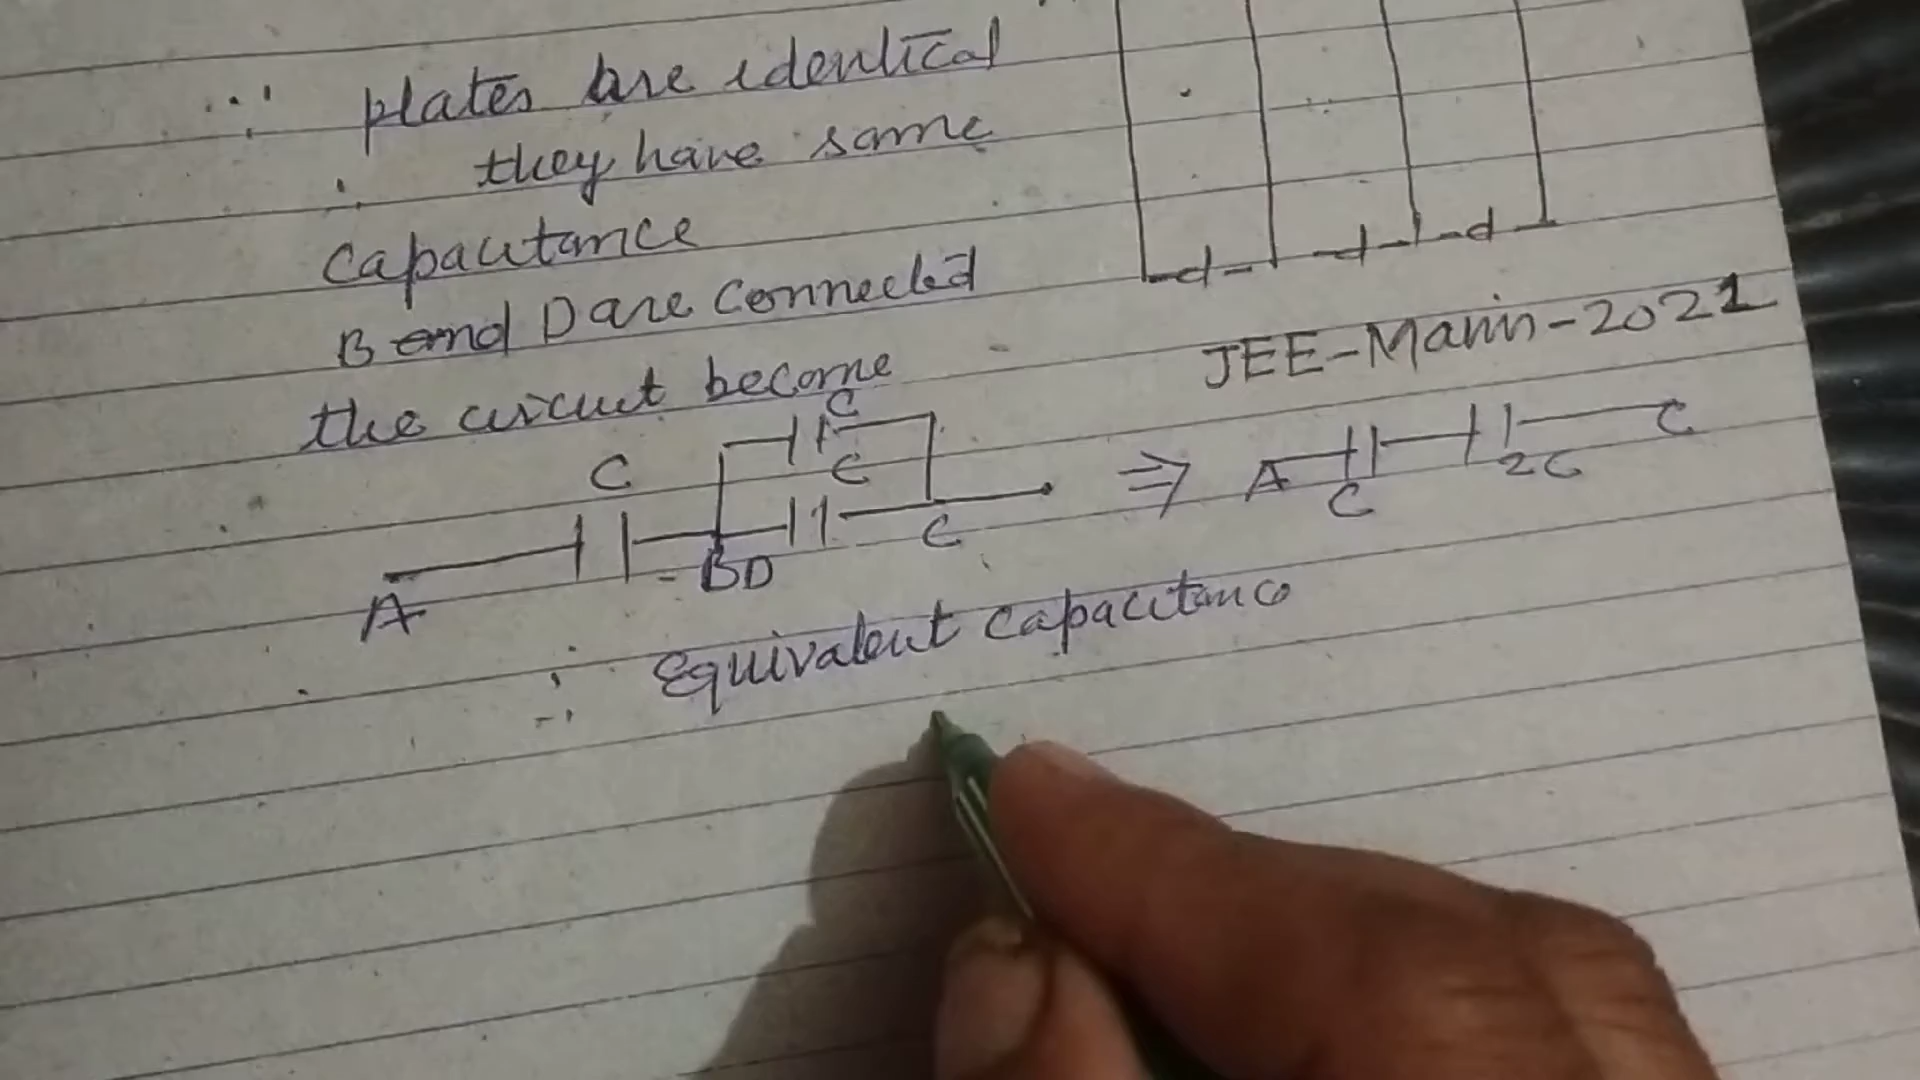 ∵ plates are identical
they have same
capacitance
B and D are connected
the circuit become
d d d
JEE-Main-2021
C
C
C
A
BD
C
⇒
A
C
2C
C
∴ Equivalent capacitance